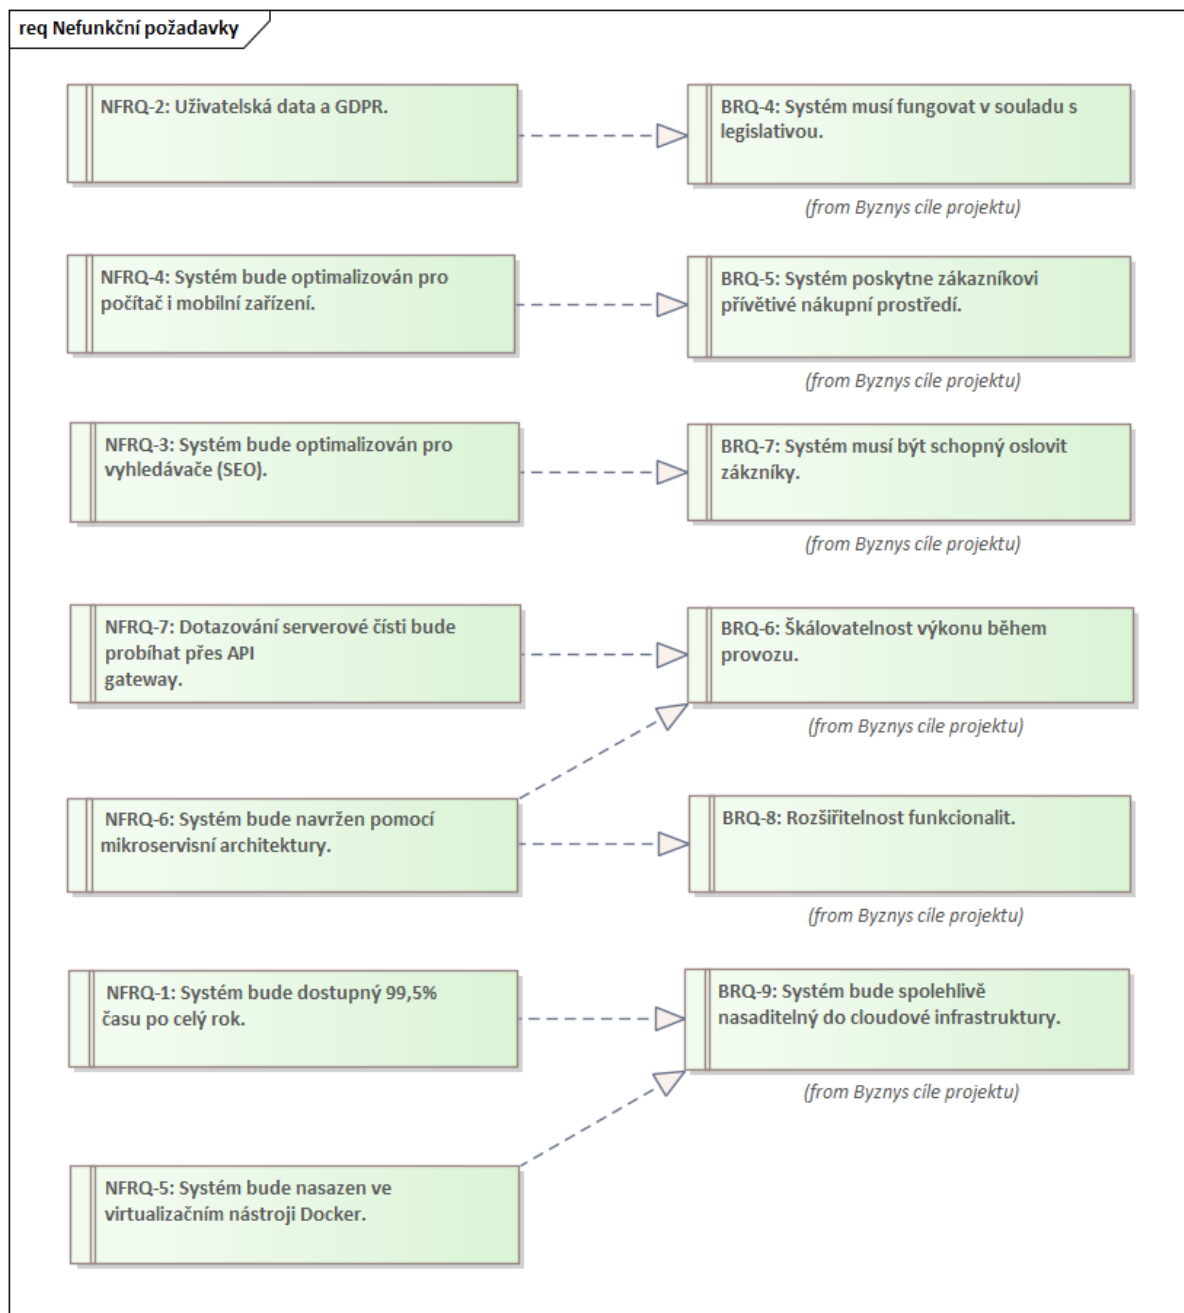 req Nefunkční požadavky
NFRQ-2: Uživatelská data a GDPR.
BRQ-4: Systém musí fungovat v souladu s
legislativou.
(from Byznys cíle projektu)
NFRQ-4: Systém bude optimalizován pro
počítač i mobilní zařízení.
BRQ-5: Systém poskytne zákazníkovi
přívětivé nákupní prostředí.
(from Byznys cíle projektu)
NFRQ-3: Systém bude optimalizován pro
vyhledávače (SEO).
BRQ-7: Systém musí být schopný oslovit
zákzníky.
(from Byznys cíle projektu)
NFRQ-7: Dotazování serverové čísti bude
probíhat přes API
gateway.
BRQ-6: Škálovatelnost výkonu během
provozu.
(from Byznys cíle projektu)
NFRQ-6: Systém bude navržen pomocí
mikroservisní architektury.
BRQ-8: Rozšiřitelnost funkcionalit.
(from Byznys cíle projektu)
NFRQ-1: Systém bude dostupný 99,5%
času po celý rok.
BRQ-9: Systém bude spolehlivě
nasaditelný do cloudové infrastruktury.
(from Byznys cíle projektu)
NFRQ-5: Systém bude nasazen ve
virtualizačním nástroji Docker.